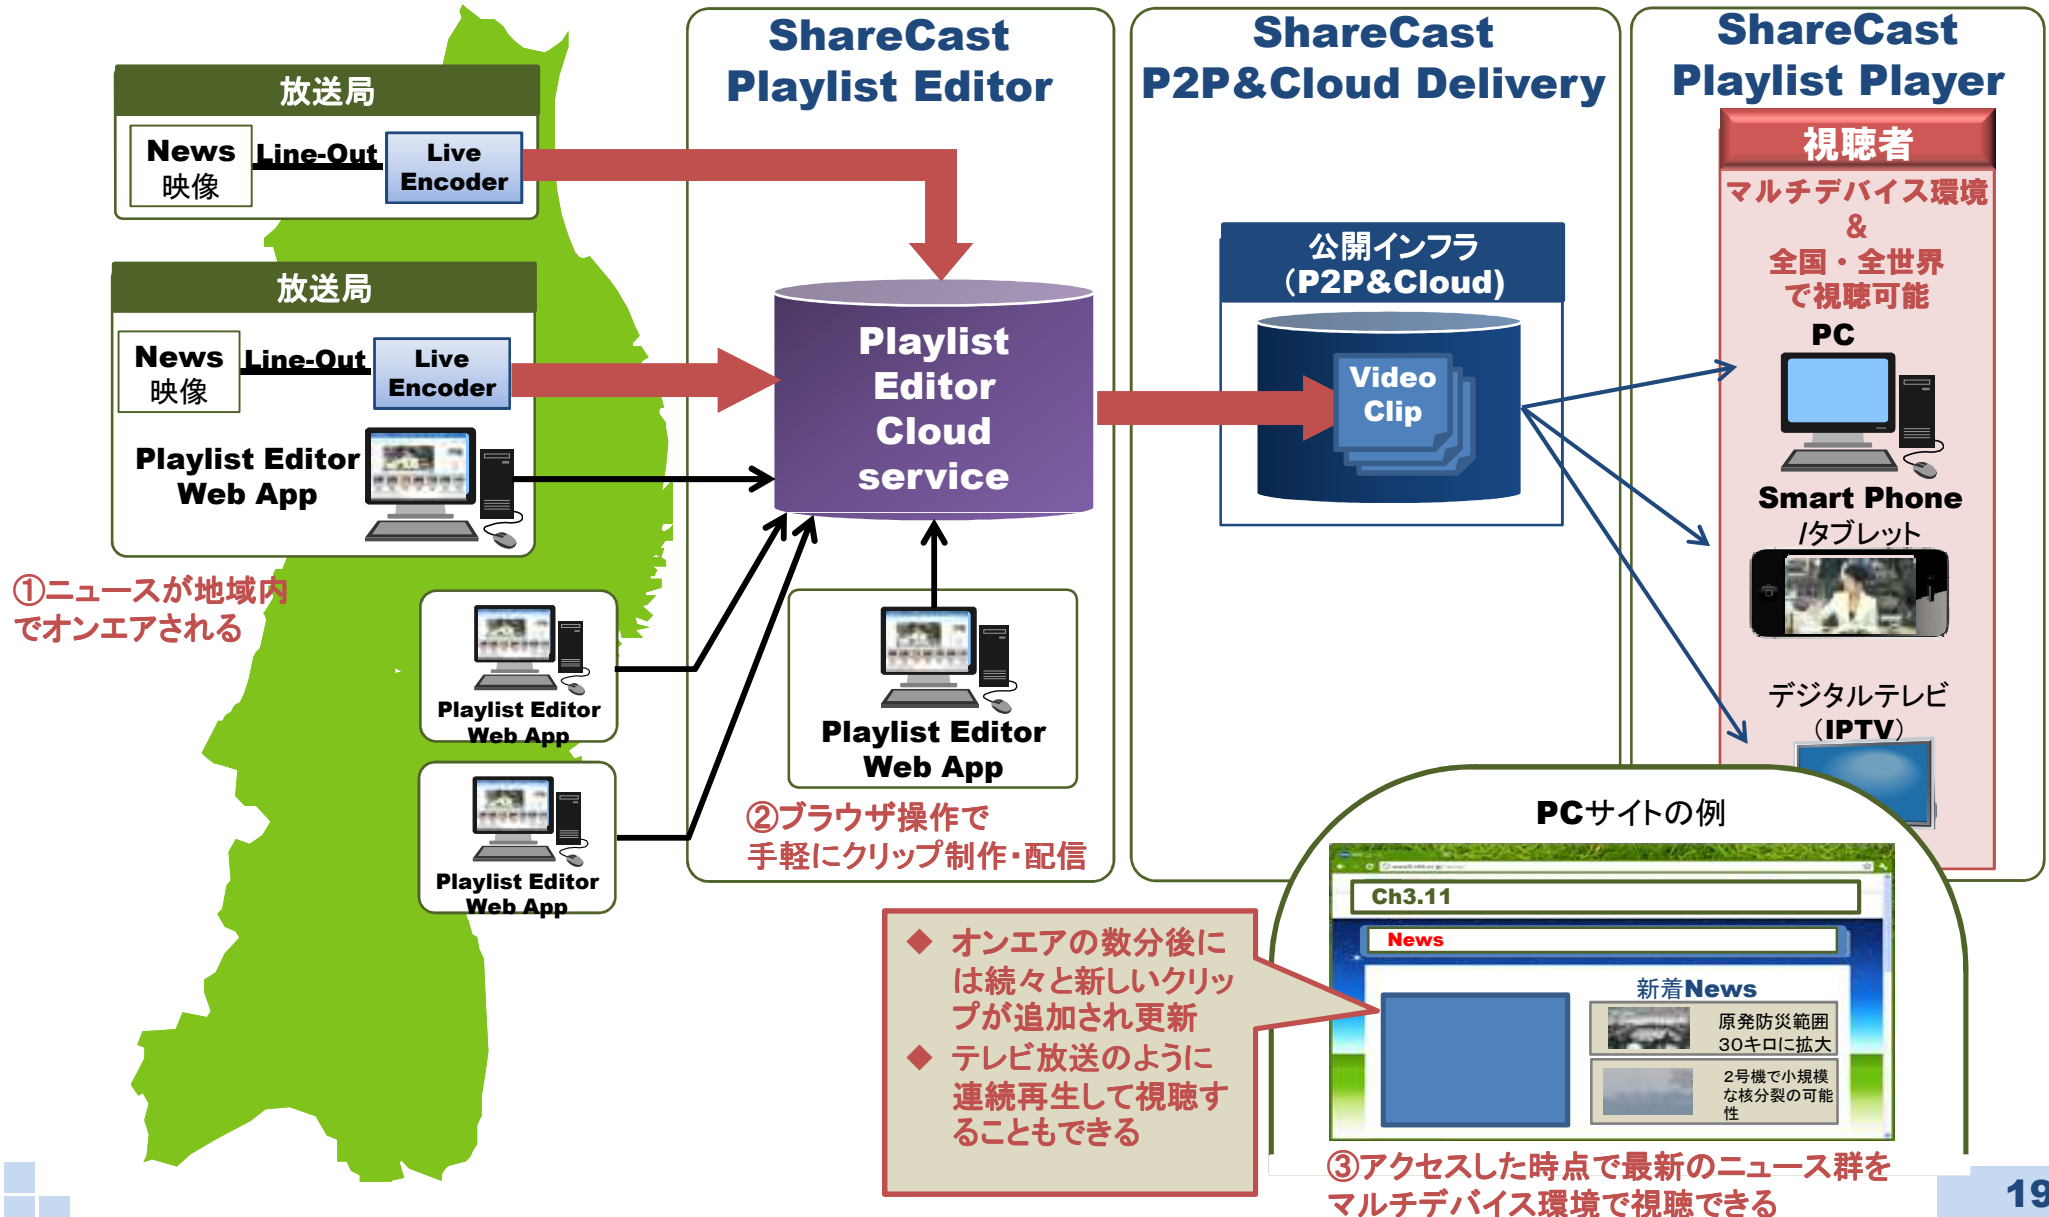 ShareCast
Playlist Editor
ShareCast
P2P&Cloud Delivery
ShareCast
Playlist Player
放送局
News
映像
Line-Out
Live
Encoder
放送局
News
映像
Line-Out
Live
Encoder
Playlist Editor
Web App
①ニュースが地域内
でオンエアされる
Playlist Editor
Web App
Playlist Editor
Web App
Playlist
Editor
Cloud
service
Playlist Editor
Web App
②ブラウザ操作で
手軽にクリップ制作・配信
公開インフラ
（P2P&Cloud)
Video
Clip
視聴者
マルチデバイス環境
&
全国・全世界
で視聴可能
PC
Smart Phone
/タブレット
デジタルテレビ
（IPTV）
PCサイトの例
Ch3.11
News
新着News
原発防災範囲
30キロに拡大
2号機で小規模
な核分裂の可能
性
◆ オンエアの数分後に
は続々と新しいクリッ
プが追加され更新
◆ テレビ放送のように
連続再生して視聴す
ることもできる
③アクセスした時点で最新のニュース群を
マルチデバイス環境で視聴できる
19